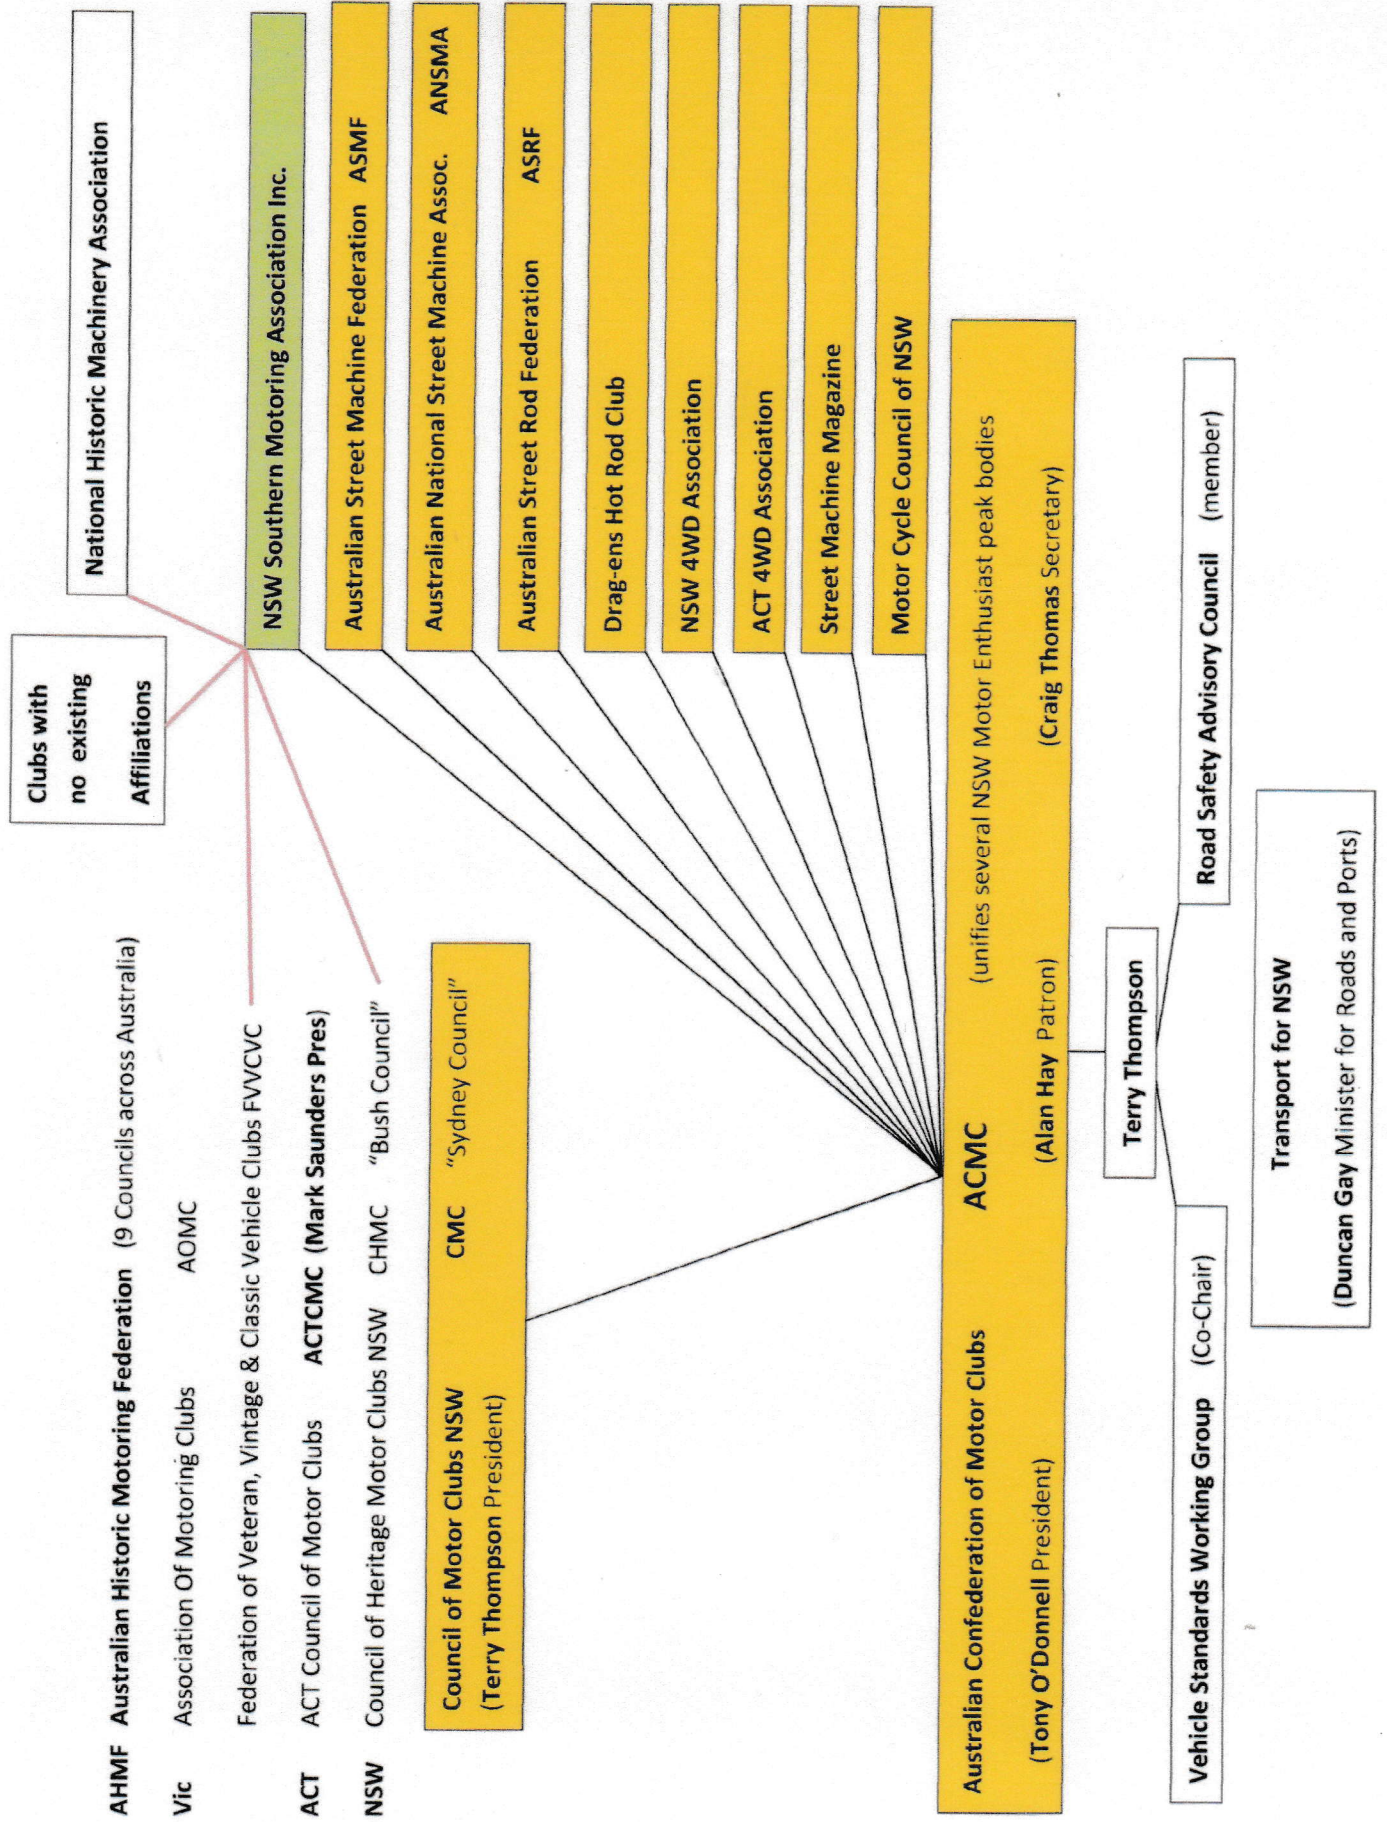 AHMF Australian Historic Motoring Federation (9 Councils across Australia)
Vic Association Of Motoring Clubs AOMC
Federation of Veteran, Vintage & Classic Vehicle Clubs FVVCVC
ACT ACT Council of Motor Clubs ACTCMC (Mark Saunders Pres)
NSW Council of Heritage Motor Clubs NSW CHMC "Bush Council"
Council of Motor Clubs NSW CMC "Sydney Council"
(Terry Thompson President)
Clubs with
no existing
Affiliations
National Historic Machinery Association
NSW Southern Motoring Association Inc.
Australian Street Machine Federation ASMF
Australian National Street Machine Assoc. ANSMA
Australian Street Rod Federation ASRF
Drag-ens Hot Rod Club
NSW 4WD Association
ACT 4WD Association
Street Machine Magazine
Motor Cycle Council of NSW
Australian Confederation of Motor Clubs ACMC (unifies several NSW Motor Enthusiast peak bodies
(Tony O'Donnell President) (Alan Hay Patron) (Craig Thomas Secretary)
Terry Thompson
Vehicle Standards Working Group (Co-Chair)
Road Safety Advisory Council (member)
Transport for NSW
(Duncan Gay Minister for Roads and Ports)